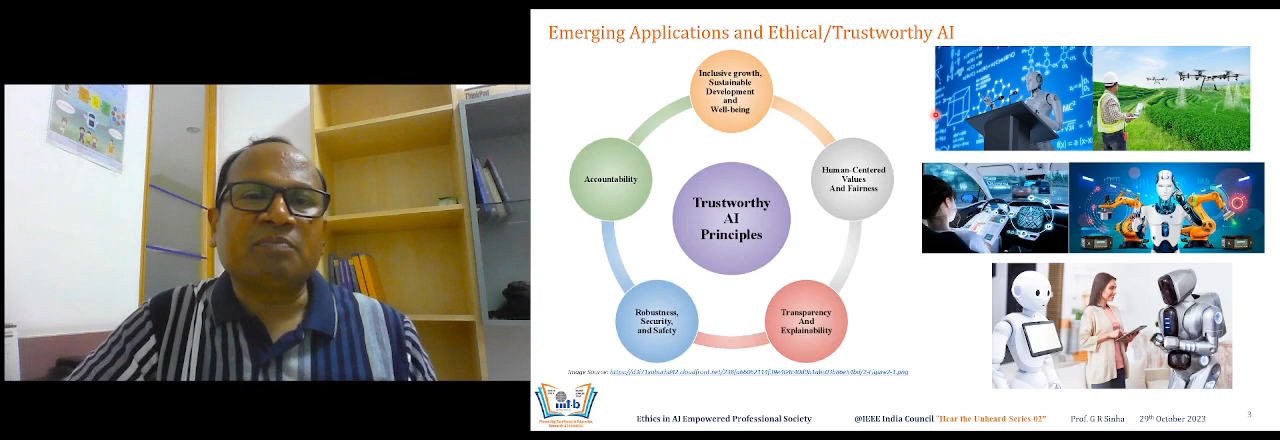 ThinkPad
Emerging Applications and Ethical/Trustworthy AI
Inclusive growth,
Sustainable
Development
and
Well-being
Human-Centered
Values
And Fairness
Transparency
And
Explainability
Robustness,
Security,
and Safety
Accountability
Trustworthy
AI
Principles
MC²
Image Source:
Ethics in AI Empowered Professional Society
@IEEE India Council "Hear the Unheard-Series-02"
Prof. G R Sinha
29th October 2023
3